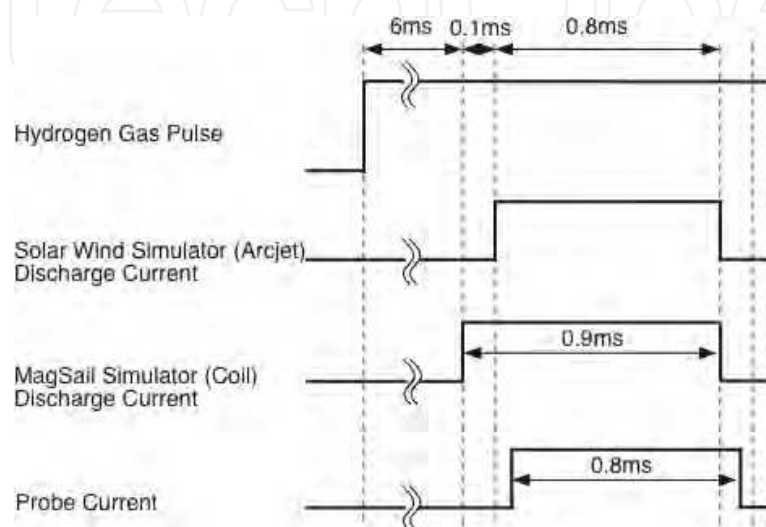 6ms 0.1ms 0.8ms
Hydrogen Gas Pulse
Solar Wind Simulator (Arcjet)
Discharge Current
0.9ms
MagSail Simulator (Coil)
Discharge Current
0.8ms
Probe Current